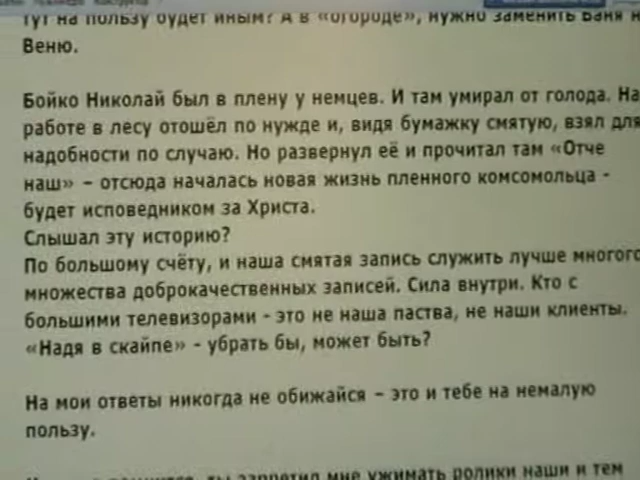 тут на пользу будет иным? А в «огороде», нужно заменить Ваня н
Веню.
Бойко Николай был в плену у немцев. И там умирал от голода. На
работе в лесу отошёл по нужде и, видя бумажку смятую, взял для
надобности по случаю. Но развернул её и прочитал там «Отче
наш» – отсюда началась новая жизнь пленного комсомольца -
будет исповедником за Христа.
Слышал эту историю?
По большому счёту, и наша смятая запись служить лучше многого
множества доброкачественных записей. Сила внутри. Кто с
большими телевизорами - это не наша паства, не наши клиенты.
«Надя в скайпе» - убрать бы, может быть?
На мои ответы никогда не обижайся – это и тебе на немалую
пользу.
ты запретил мне ужимать ролики наши и тем